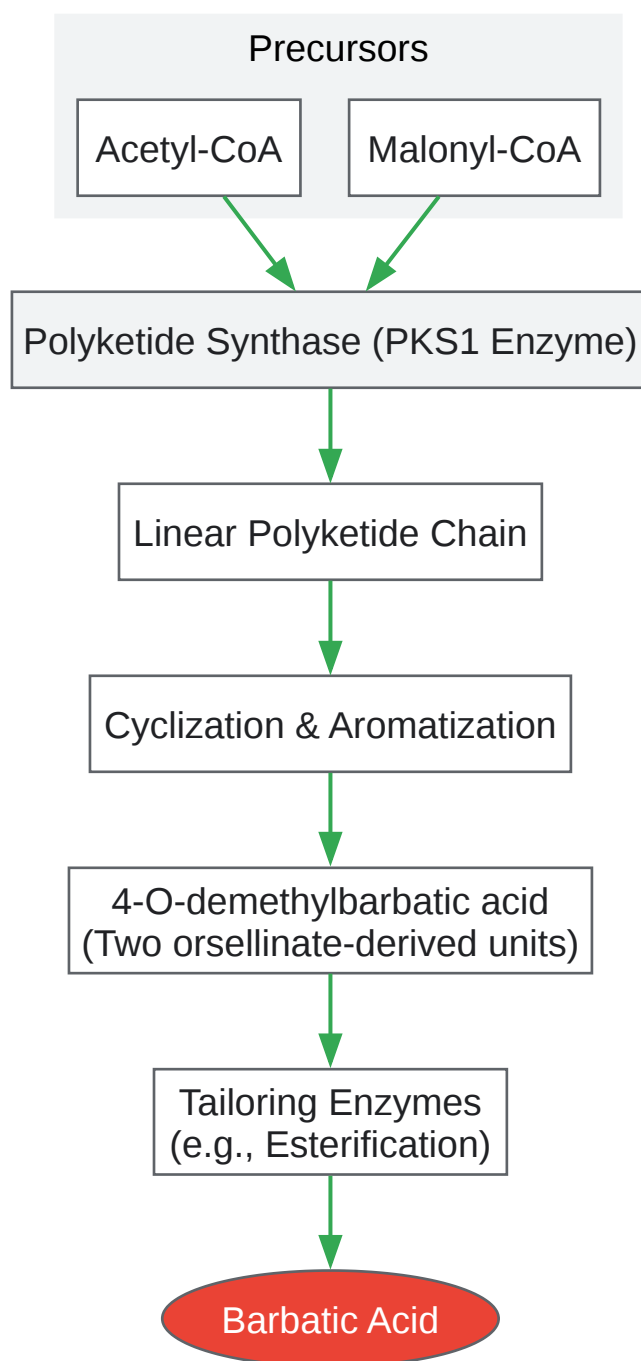 Precursors
Acetyl-CoA
Malonyl-CoA
Polyketide Synthase (PKS1 Enzyme)
Linear Polyketide Chain
Cyclization & Aromatization
4-O-demethylbarbatic acid
(Two orsellinate-derived units)
Tailoring Enzymes
(e.g., Esterification)
Barbatic Acid